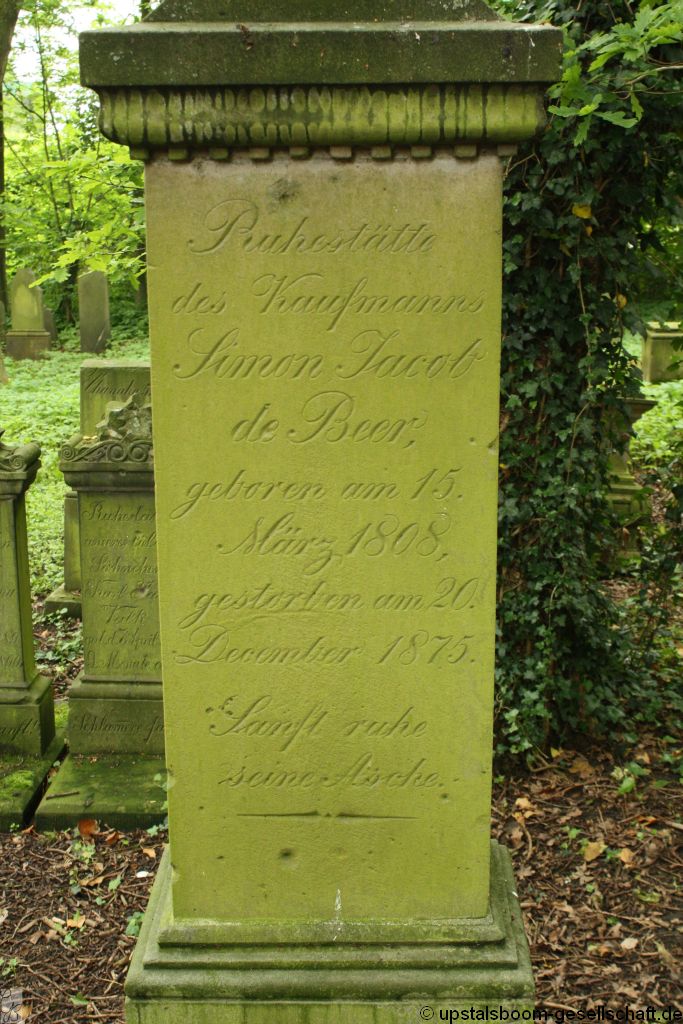 Ruhestätte
des Kaufmanns
Simon Jacob
de Beer,
geboren am 15.
März 1808,
gestorben am 20.
December 1875.
Sanft ruhe
seine Asche.
Schlumre
© upstalsboom-gesellschaft.de